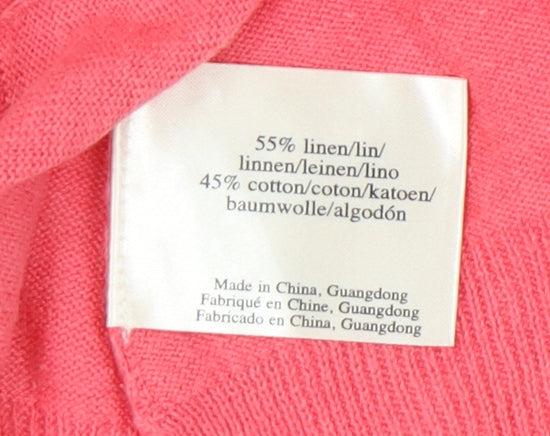 55% linen/lin/
linnen/leinen/lino
45% cotton/coton/katoen/
baumwolle/algodón
Made in China, Guangdong
Fabriqué en Chine, Guangdong
Fabricado en China, Guangdong